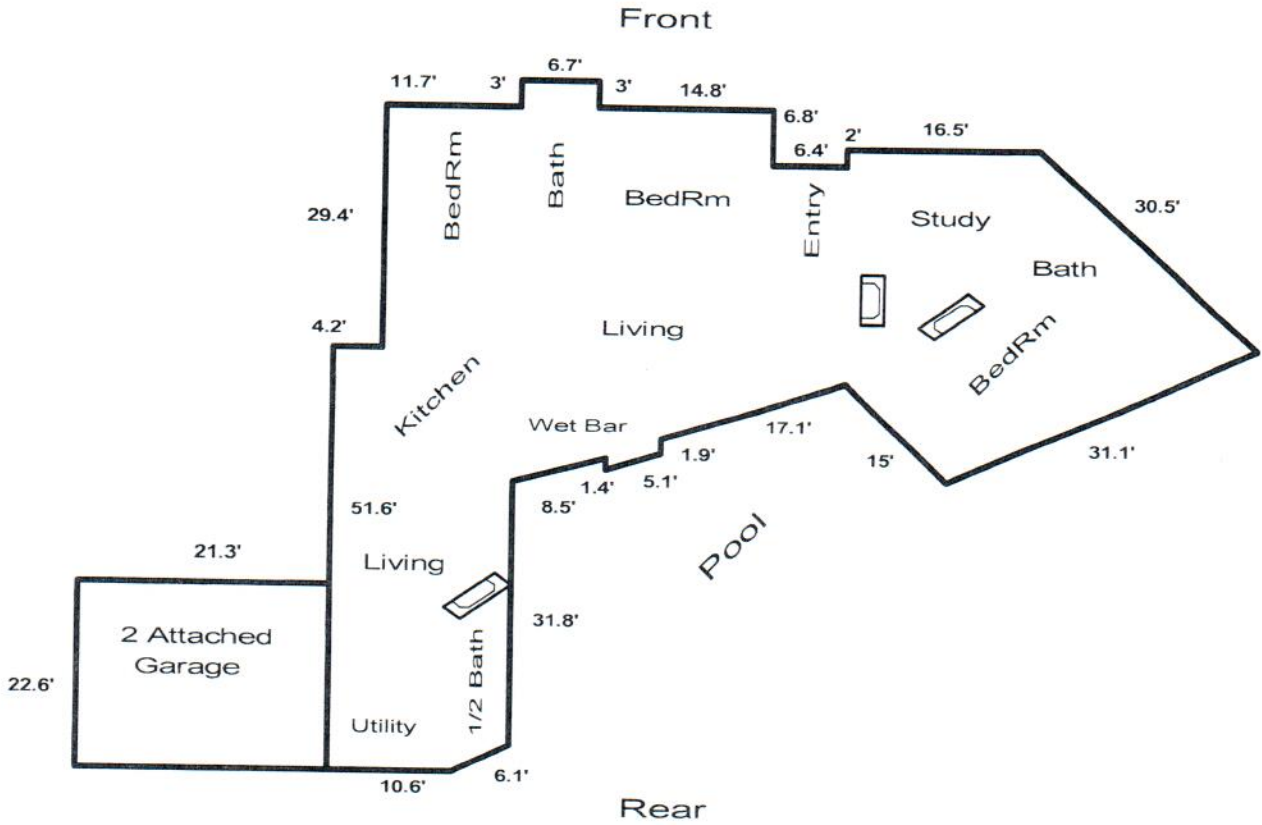 Front
6.7'
11.7'
3'
3'
14.8'
6.8'
2'
16.5'
6.4'
BedRm
Bath
BedRm
Entry
Study
30.5'
29.4'
Bath
4.2'
Living
BedRm
Kitchen
Wet Bar
17.1'
1.9'
15'
31.1'
5.1'
1.4'
8.5'
51.6'
Pool
21.3'
Living
31.8'
2 Attached
Garage
22.6'
1/2 Bath
Utility
6.1'
10.6'
Rear